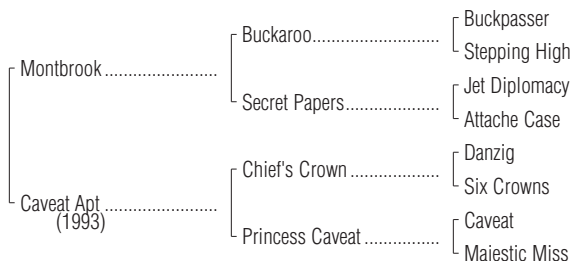 Buckpasser
Buckaroo
Stepping High
Montbrook
Jet Diplomacy
Secret Papers
Attache Case
Danzig
Chief's Crown
Six Crowns
Caveat Apt
(1993)
Caveat
Princess Caveat
Majestic Miss